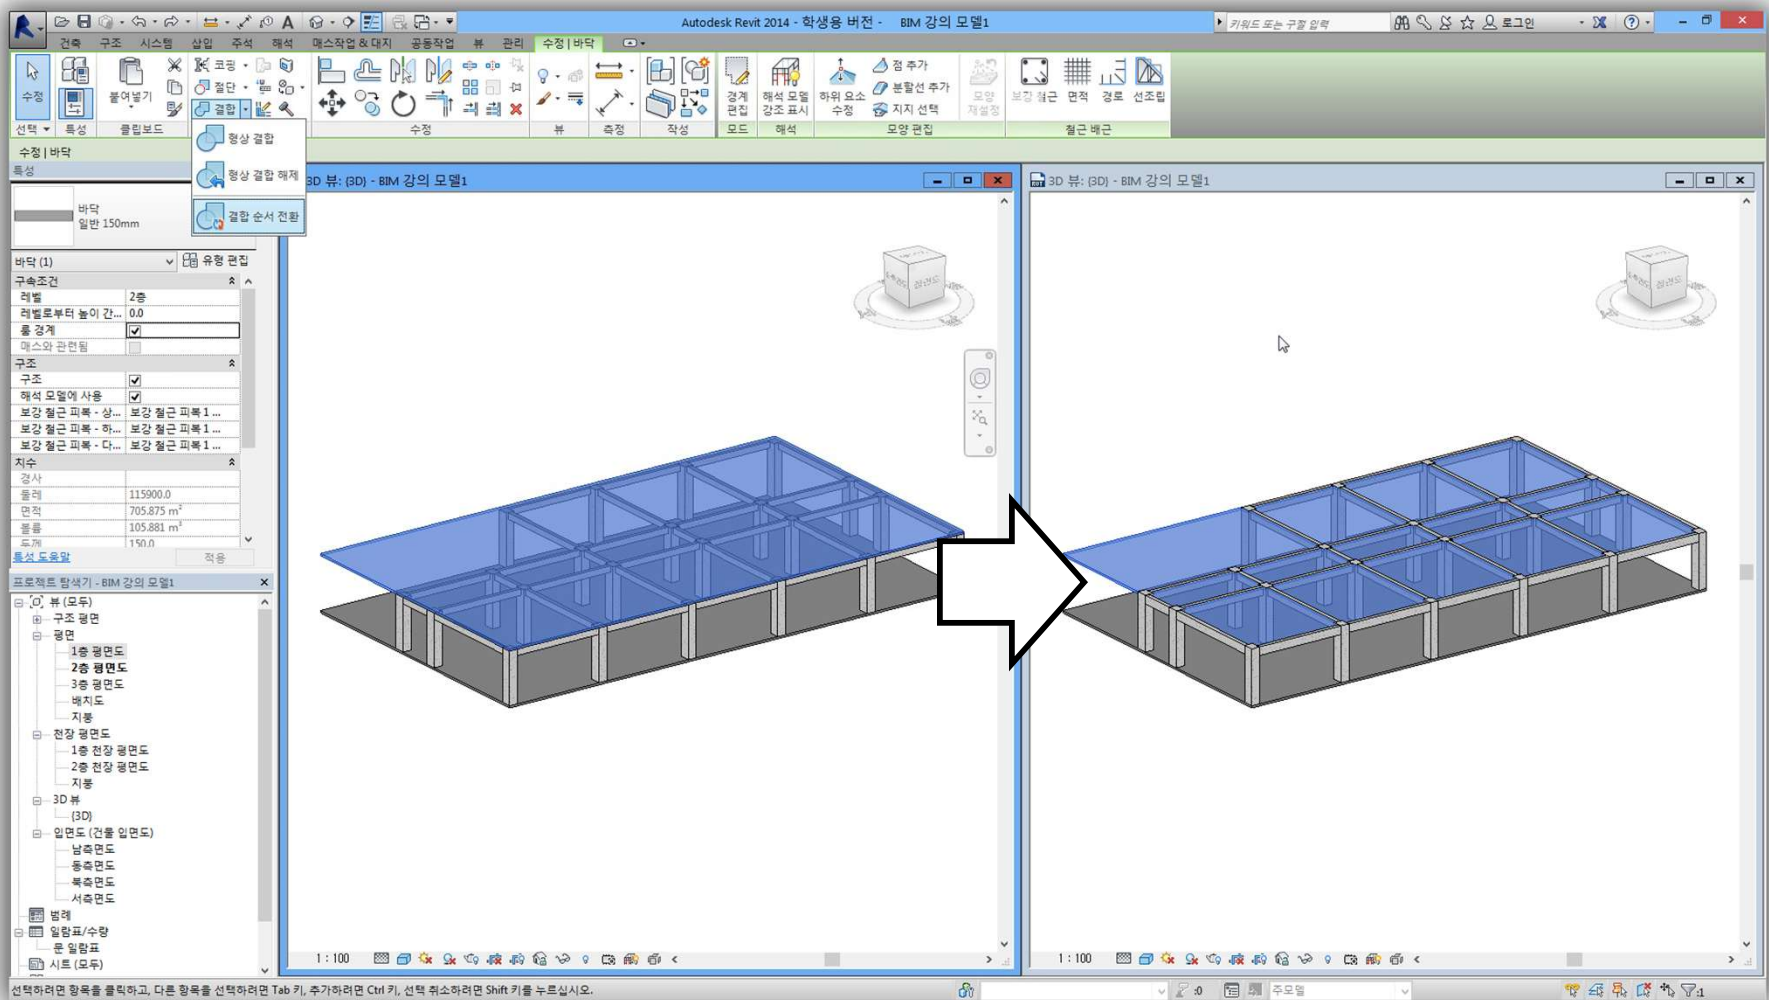 Autodesk Revit 2014 - 학생용 버전 - BIM 강의 모델1
키워드 또는 구절 입력
로그인
건축 구조 시스템 삽입 주석 해석 매스작업 & 대지 공동작업 뷰 관리 수정 | 바닥
수정
붙여넣기
코핑
절단
결합
경계 편집
해석 모델 강조 표시
하위 요소 수정
점 추가
분할선 추가
지지 선택
모양 재설정
보강 철근
면적
경로
선조립
선택 특성 클립보드 수정 뷰 측정 작성 모드 해석 모양 편집 철근 배근
형상 결합
형상 결합 해제
결합 순서 전환
수정 | 바닥
특성
바닥
일반 150mm
바닥 (1)
유형 편집
구속조건
레벨 2층
레벨로부터 높이 간... 0.0
룸 경계
매스와 관련됨
구조
구조
해석 모델에 사용
보강 철근 피복 - 상... 보강 철근 피복 1 ...
보강 철근 피복 - 하... 보강 철근 피복 1 ...
보강 철근 피복 - 다... 보강 철근 피복 1 ...
치수
경사
둘레 115900.0
면적 705.875 m²
볼륨 105.881 m³
두께 150.0
특성 도움말
적용
프로젝트 탐색기 - BIM 강의 모델1
뷰 (모두)
구조 평면
평면
1층 평면도
2층 평면도
3층 평면도
배치도
지붕
천장 평면도
1층 천장 평면도
2층 천장 평면도
지붕
3D 뷰
{3D}
입면도 (건물 입면도)
남측면도
동측면도
북측면도
서측면도
범례
일람표/수량
문 일람표
시트 (모두)
3D 뷰: {3D} - BIM 강의 모델1
1 : 100
3D 뷰: {3D} - BIM 강의 모델1
1 : 100
선택하려면 항목을 클릭하고, 다른 항목을 선택하려면 Tab 키, 추가하려면 Ctrl 키, 선택 취소하려면 Shift 키를 누르십시오.
:0
주모델
:1